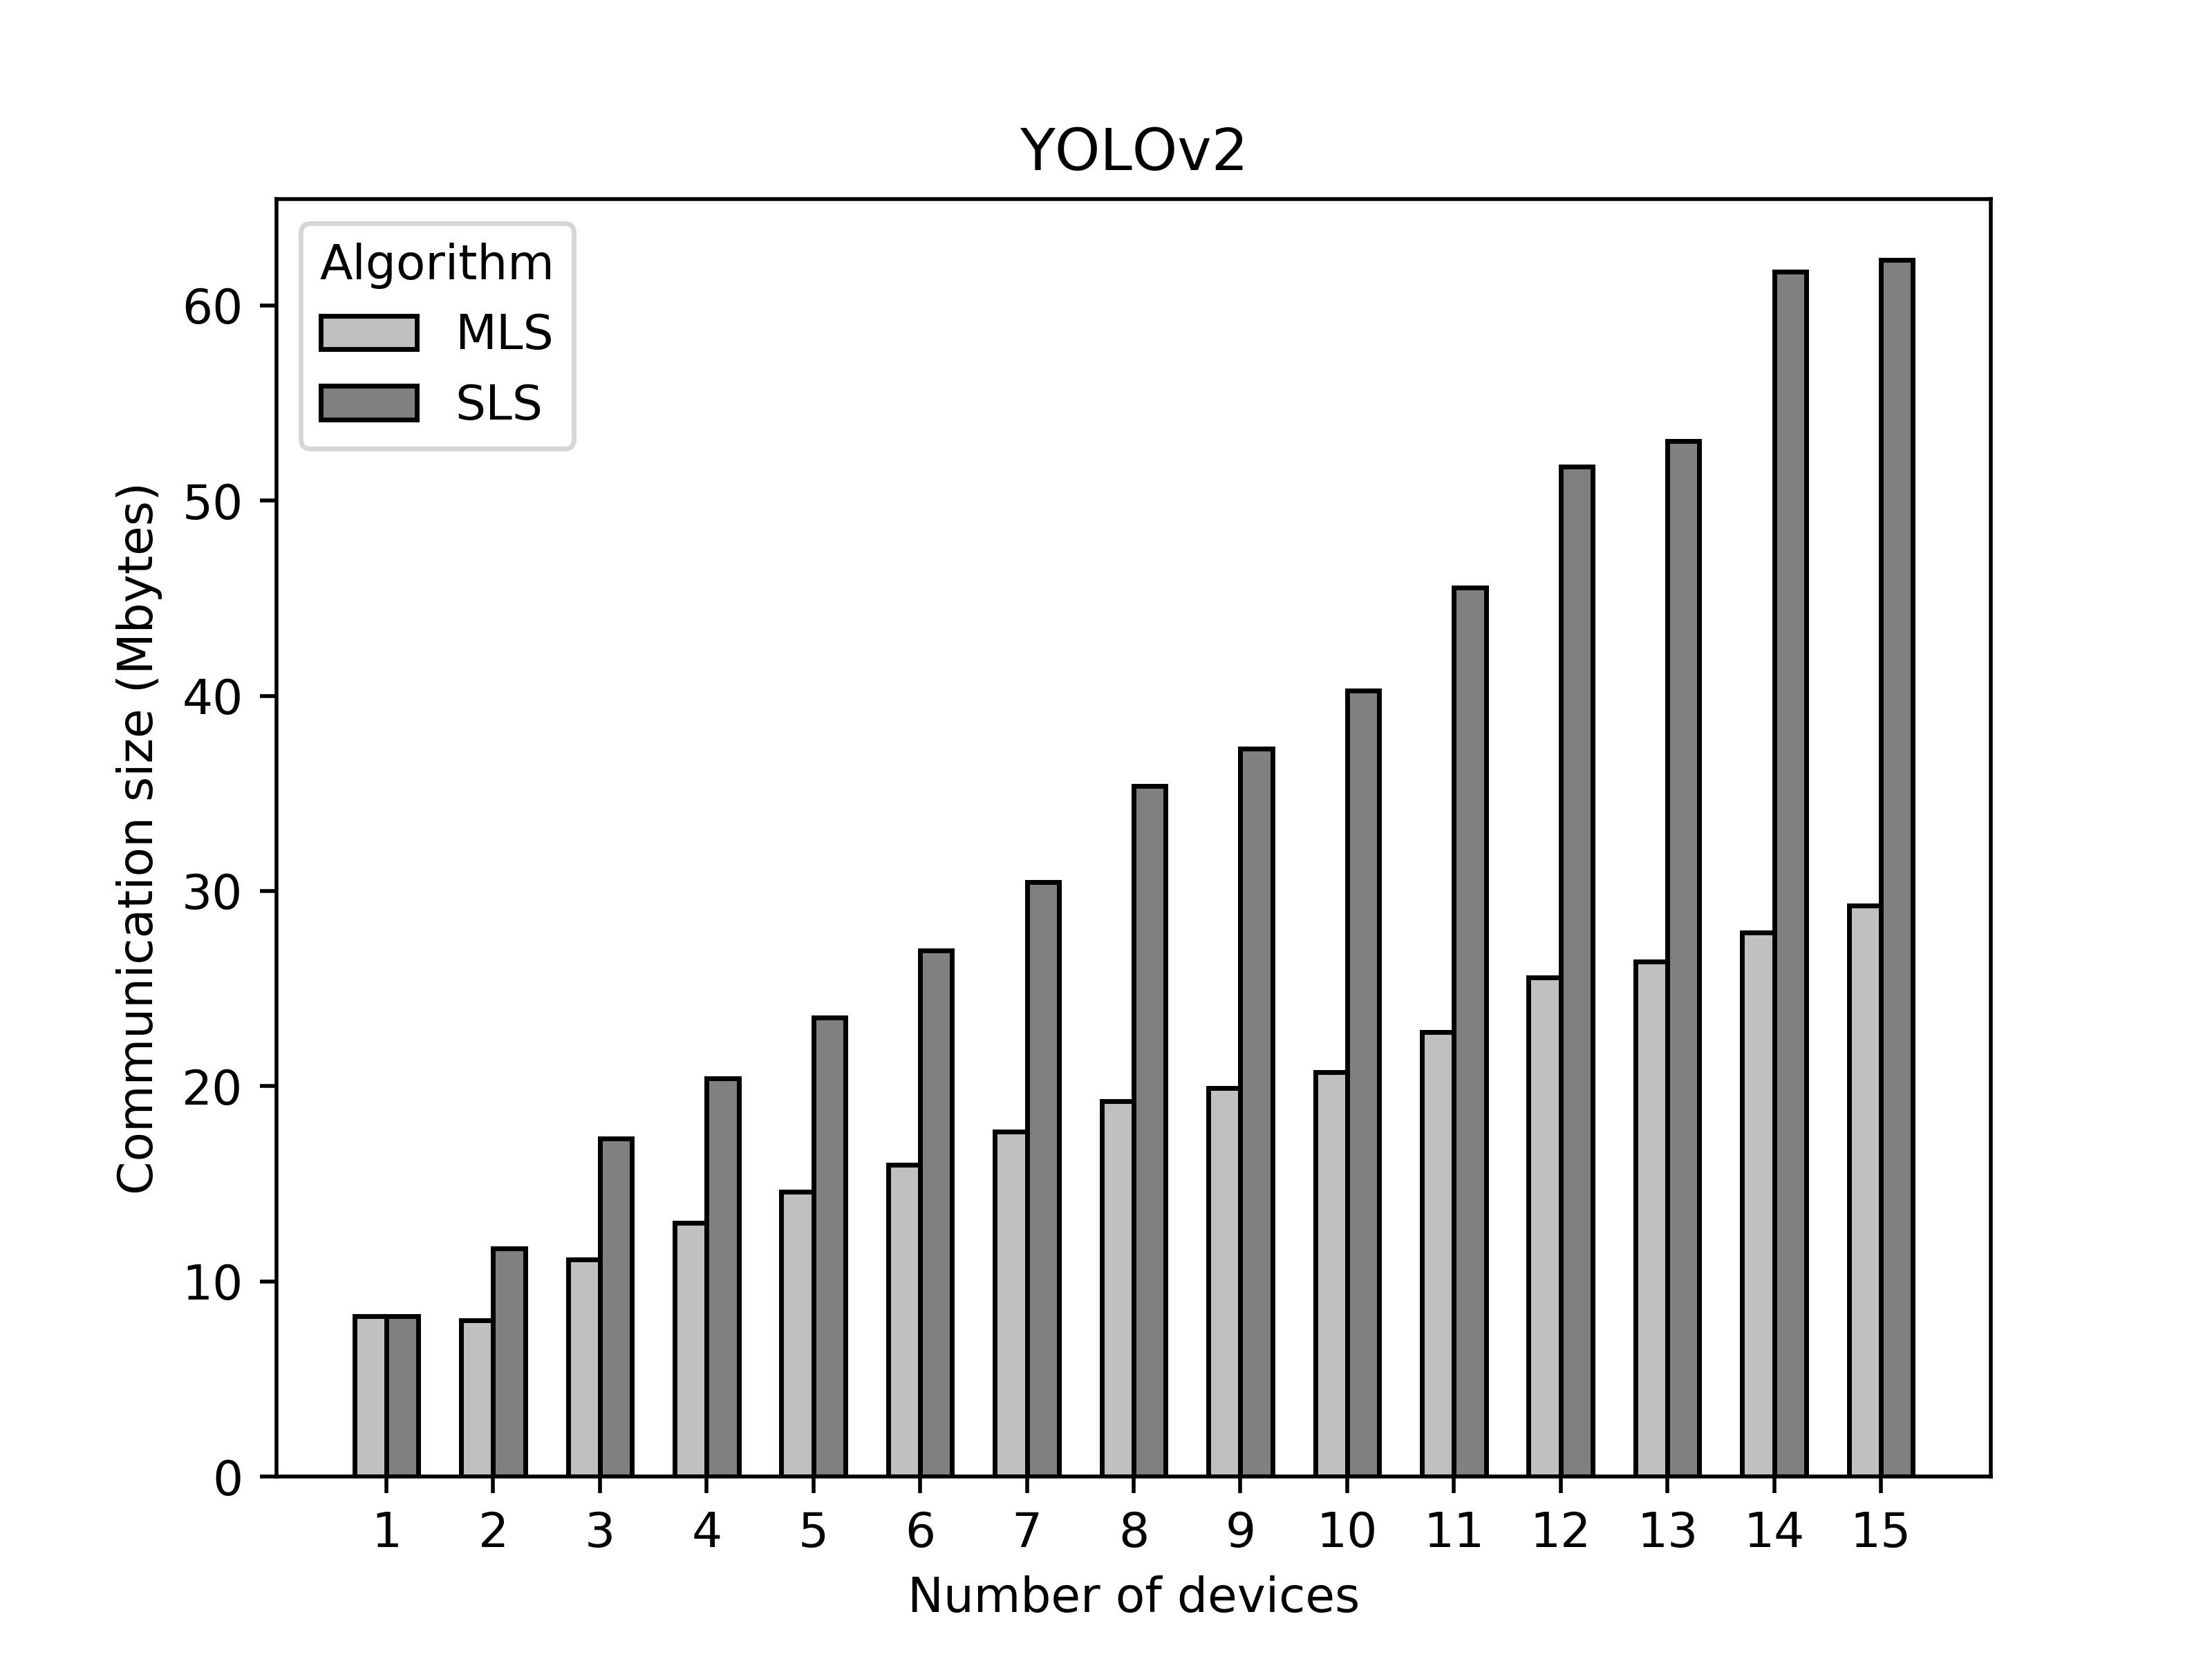 YOLOv2
Algorithm
MLS
SLS
Communication size (Mbytes)
60
50
40
30
20
10
0
1 2 3 4 5 6 7 8 9 10 11 12 13 14 15
Number of devices